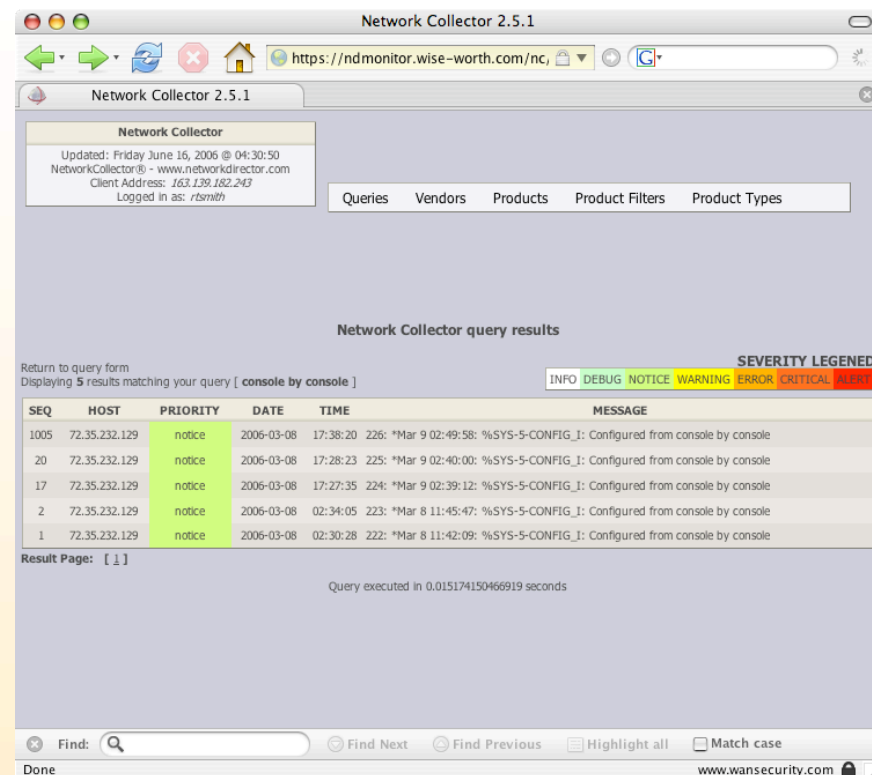 Network Collector 2.5.1
https://ndmonitor.wise-worth.com/nc,
G
Network Collector 2.5.1
Network Collector
Updated: Friday June 16, 2006 @ 04:30:50
NetworkCollector® - www.networkdirector.com
Client Address: 163.139.182.243
Logged in as: rtsmith
Queries Vendors Products Product Filters Product Types
Network Collector query results
SEVERITY LEGENED
Return to query form
Displaying 5 results matching your query [ console by console ]
INFO DEBUG NOTICE WARNING ERROR CRITICAL ALERT
SEQ HOST PRIORITY DATE TIME MESSAGE
1005 72.35.232.129 notice 2006-03-08 17:38:20 226: *Mar 9 02:49:58: %SYS-5-CONFIG_I: Configured from console by console
20 72.35.232.129 notice 2006-03-08 17:28:23 225: *Mar 9 02:40:00: %SYS-5-CONFIG_I: Configured from console by console
17 72.35.232.129 notice 2006-03-08 17:27:35 224: *Mar 9 02:39:12: %SYS-5-CONFIG_I: Configured from console by console
2 72.35.232.129 notice 2006-03-08 02:34:05 223: *Mar 8 11:45:47: %SYS-5-CONFIG_I: Configured from console by console
1 72.35.232.129 notice 2006-03-08 02:30:28 222: *Mar 8 11:42:09: %SYS-5-CONFIG_I: Configured from console by console
Result Page: [ 1 ]
Query executed in 0.015174150466919 seconds
Find: Find Next Find Previous Highlight all Match case
Done www.wansecurity.com